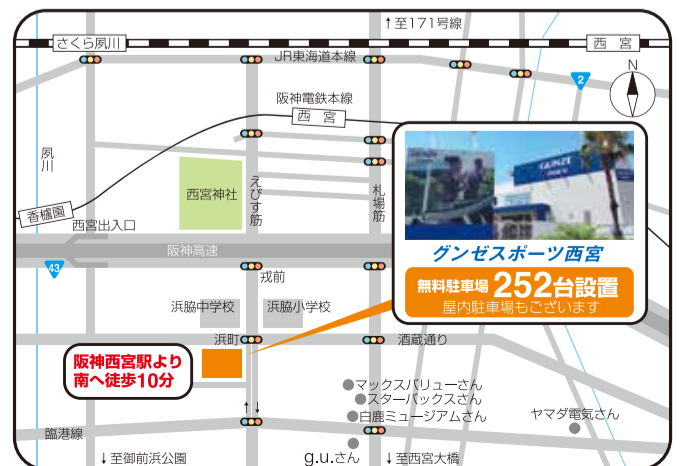 ↑至171号線
さくら夙川
西宮
JR東海道本線
2
N
阪神電鉄本線
西宮
夙川
西宮神社
えびす筋
札場筋
香櫨園
西宮出入口
阪神高速
43
戎前
GUNZE
グンゼスポーツ西宮
無料駐車場 252台設置
屋内駐車場もございます
浜脇中学校
浜脇小学校
浜町
酒蔵通り
阪神西宮駅より
南へ徒歩10分
マックスバリューさん
スターバックスさん
白鹿ミュージアムさん
ヤマダ電気さん
↑ ↓
臨港線
↓至御前浜公園
g.u.さん
↓至西宮大橋